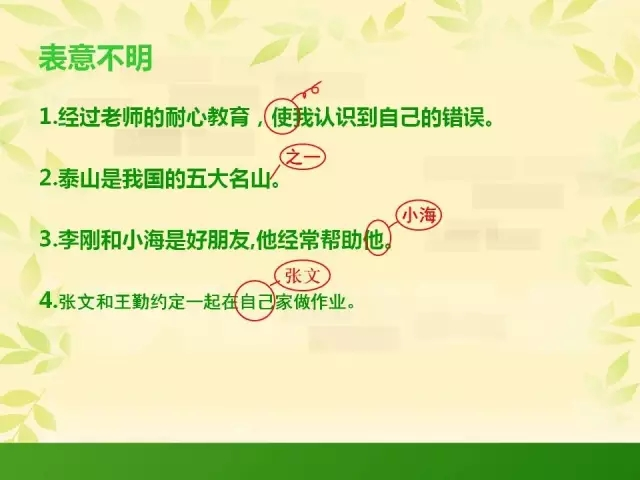 表意不明
1.经过老师的耐心教育，使我认识到自己的错误。
之一
2.泰山是我国的五大名山。
小海
3.李刚和小海是好朋友,他经常帮助他。
张文
4.张文和王勤约定一起在自己家做作业。